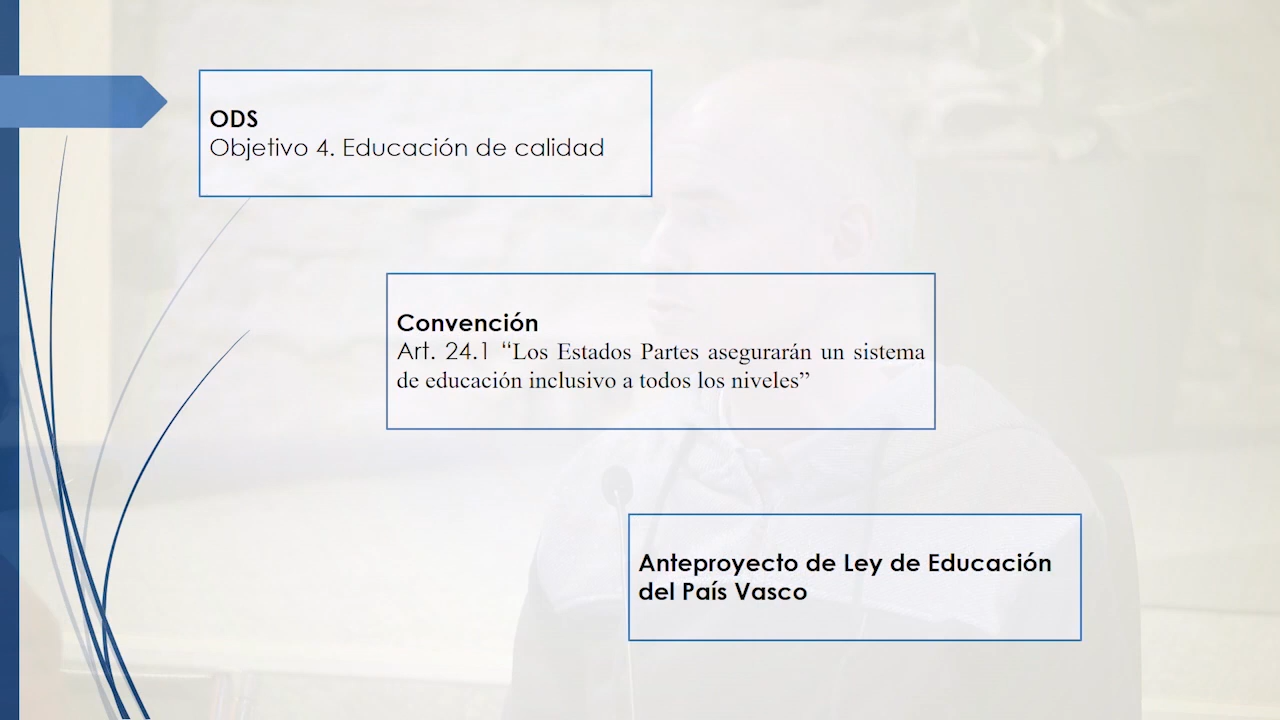 ODS
Objetivo 4. Educación de calidad
Convención
Art. 24.1 “Los Estados Partes asegurarán un sistema
de educación inclusivo a todos los niveles”
Anteproyecto de Ley de Educación
del País Vasco